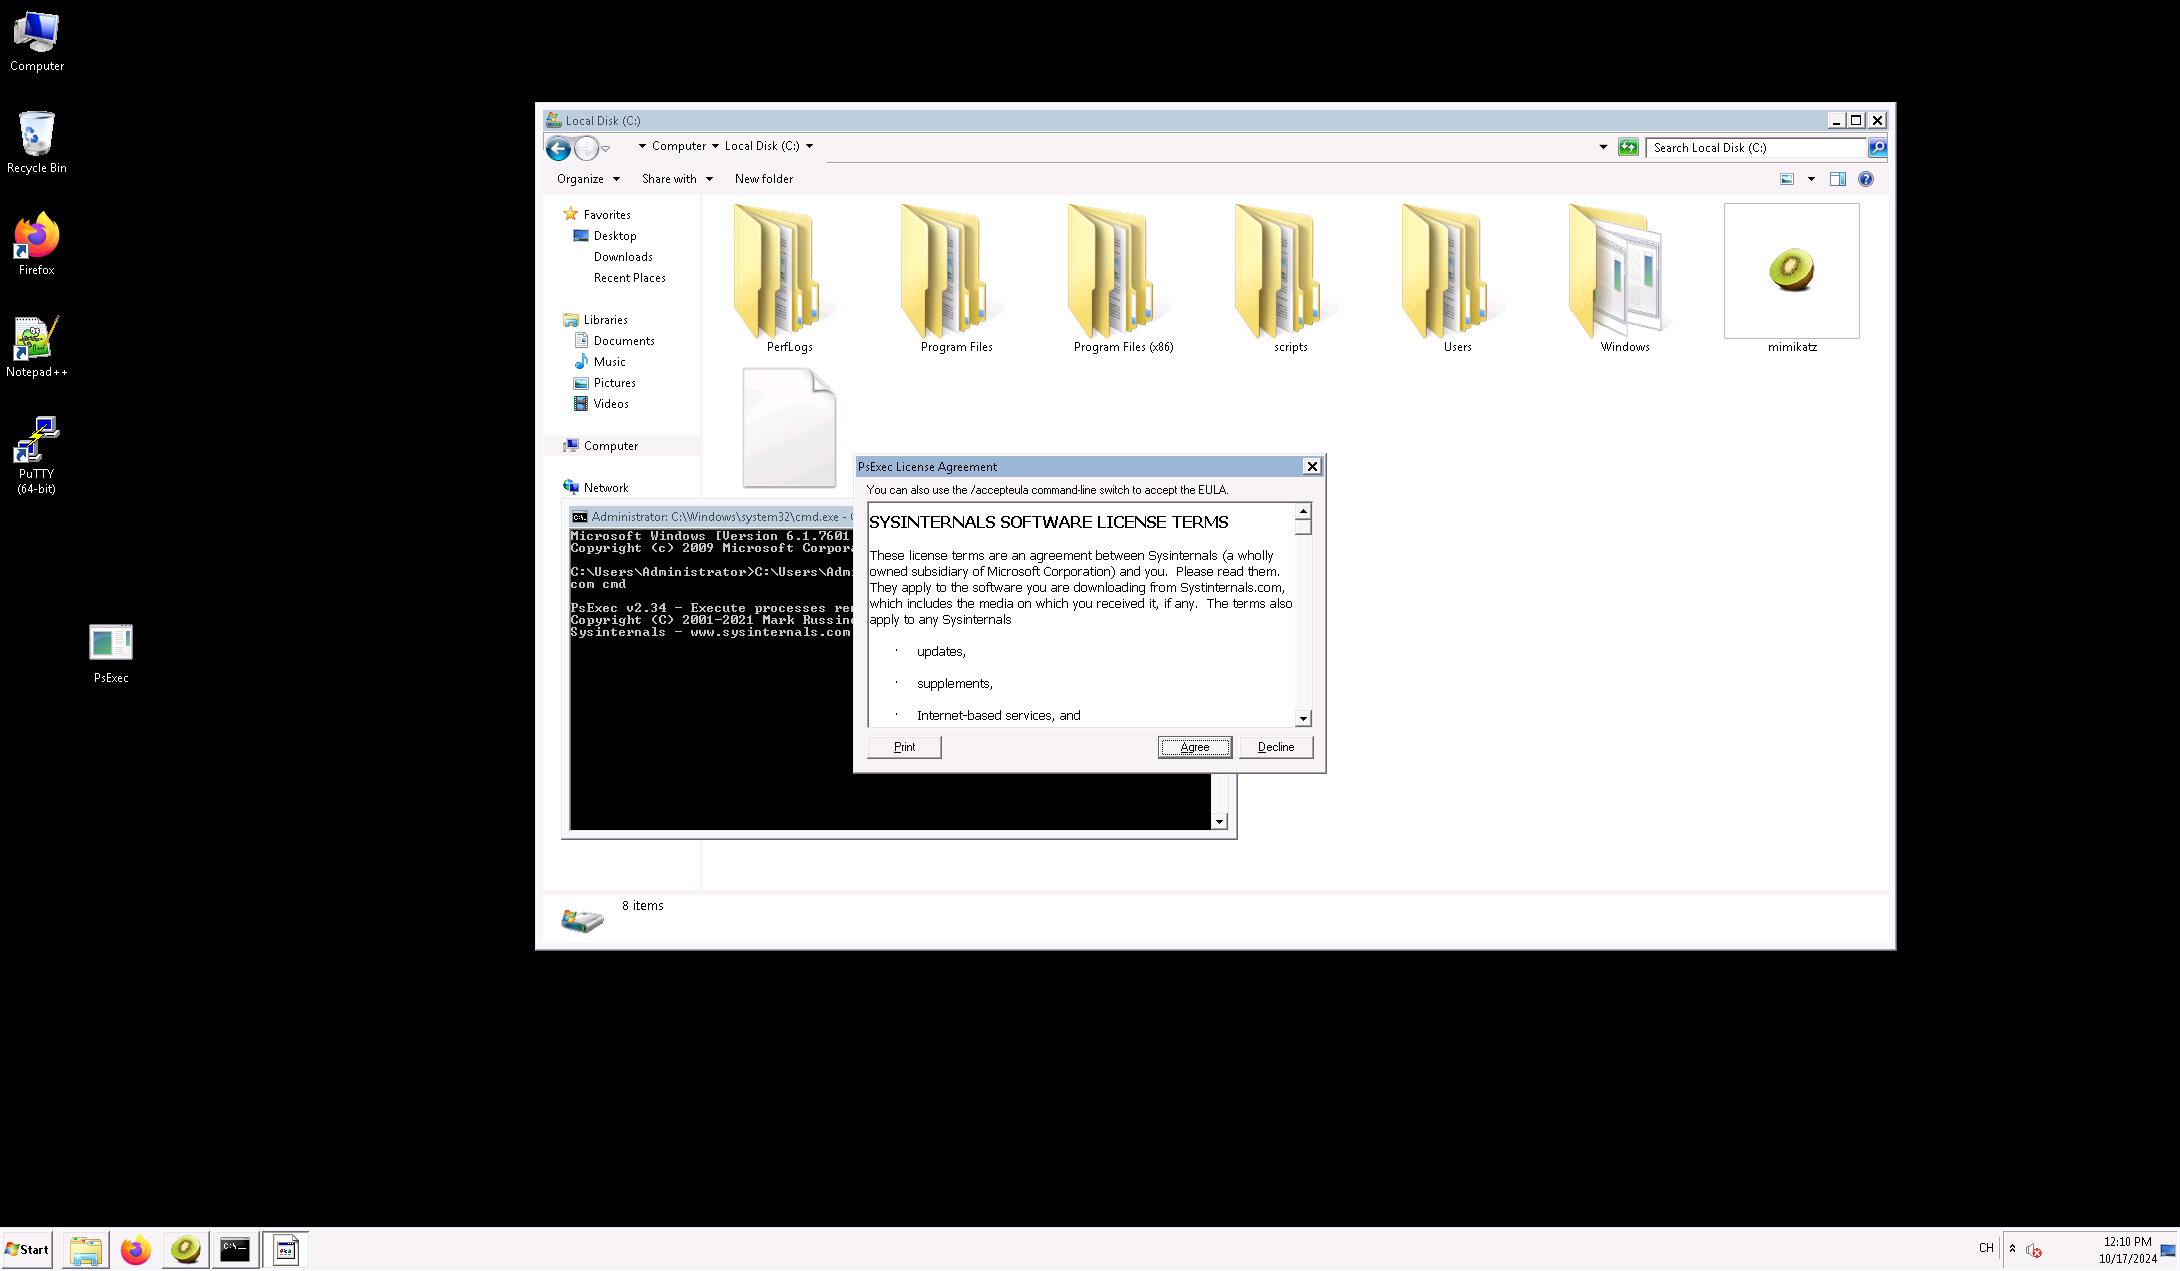 Computer
Recycle Bin
Firefox
Notepad++
PuTTY
(64-bit)
PsExec
Local Disk (C:)
Computer
Local Disk (C:)
Search Local Disk (C:)
Organize
Share with
New folder
Favorites
Desktop
Downloads
Recent Places
Libraries
Documents
Music
Pictures
Videos
Computer
Network
PerfLogs
Program Files
Program Files (x86)
scripts
Users
Windows
mimikatz
Administrator: C:\Windows\system32\cmd.exe -
Microsoft Windows [Version 6.1.7601
Copyright (c) 2009 Microsoft Corpora
C:\Users\Administrator>C:\Users\Adm
com cmd
PsExec v2.34 - Execute processes re
Copyright (C) 2001-2021 Mark Russin
Sysinternals - www.sysinternals.com
PsExec License Agreement
You can also use the /accepteula command-line switch to accept the EULA.
SYSINTERNALS SOFTWARE LICENSE TERMS
These license terms are an agreement between Sysinternals (a wholly
owned subsidiary of Microsoft Corporation) and you.  Please read them.
They apply to the software you are downloading from Systinternals.com,
which includes the media on which you received it, if any.  The terms also
apply to any Sysinternals
· updates,
· supplements,
· Internet-based services, and
Print
Agree
Decline
8 items
Start
CH
12:10 PM
10/17/2024